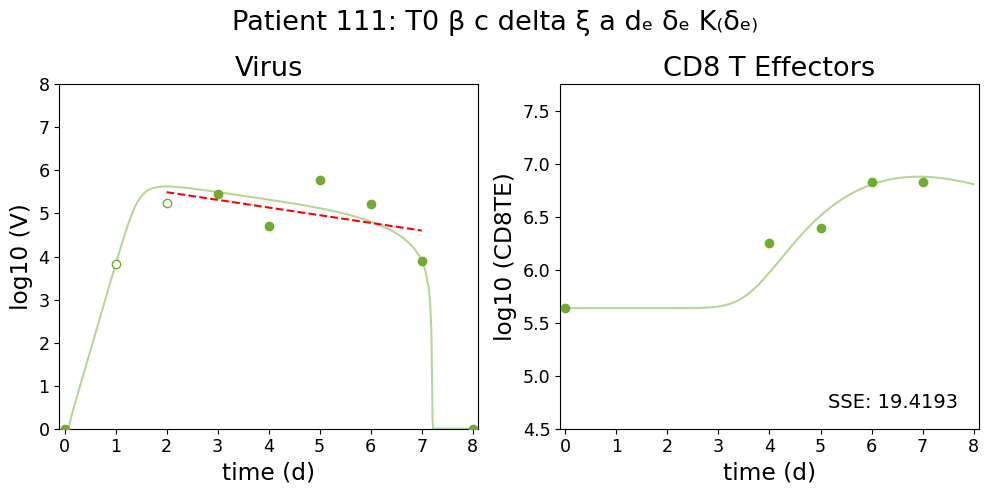 Patient 111: T0 β c delta ξ a dₑ δₑ K₍δₑ₎
Virus
CD8 T Effectors
log10 (V)
8
7
6
5
4
3
2
1
0
0 1 2 3 4 5 6 7 8
time (d)
log10 (CD8TE)
7.5
7.0
6.5
6.0
5.5
5.0
4.5
SSE: 19.4193
0 1 2 3 4 5 6 7 8
time (d)